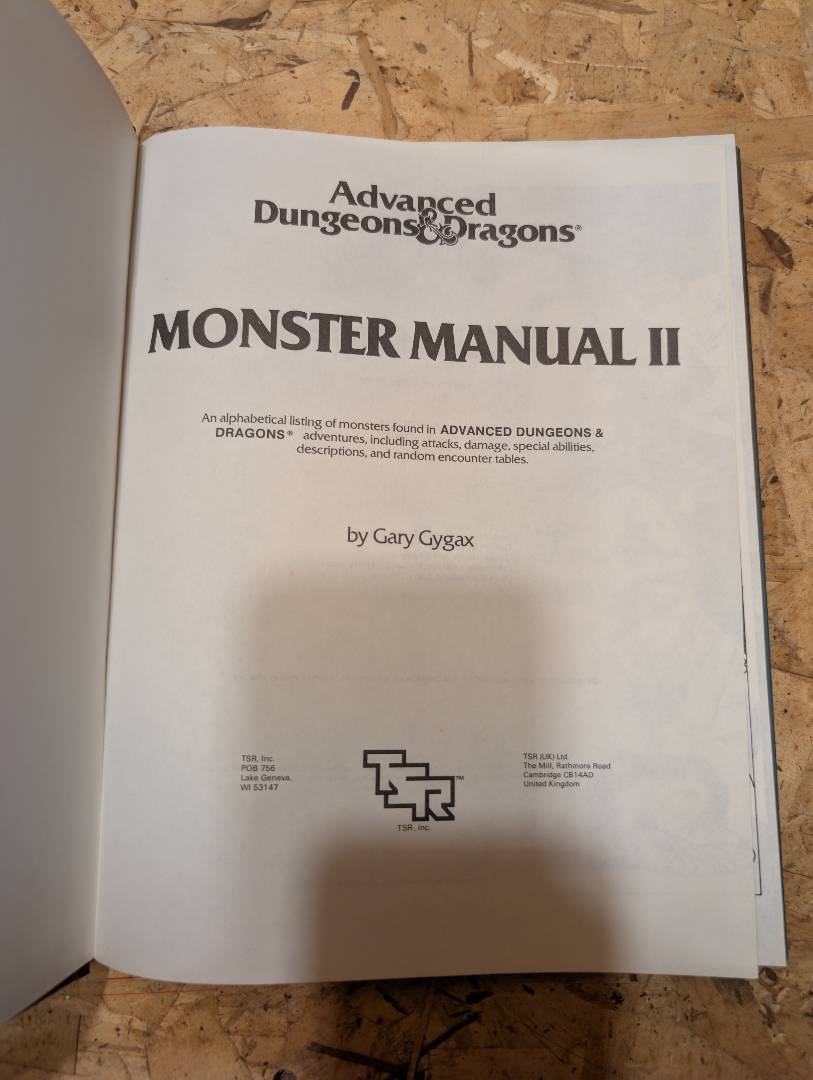 Advanced
Dungeons & Dragons®
MONSTER MANUAL II
An alphabetical listing of monsters found in ADVANCED DUNGEONS &
DRAGONS® adventures, including attacks, damage, special abilities,
descriptions, and random encounter tables.
by Gary Gygax
TSR, Inc.
POB 756
Lake Geneva,
WI 53147
TSR™
TSR, Inc.
TSR (UK) Ltd.
The Mill, Rathmore Road
Cambridge CB14AD
United Kingdom